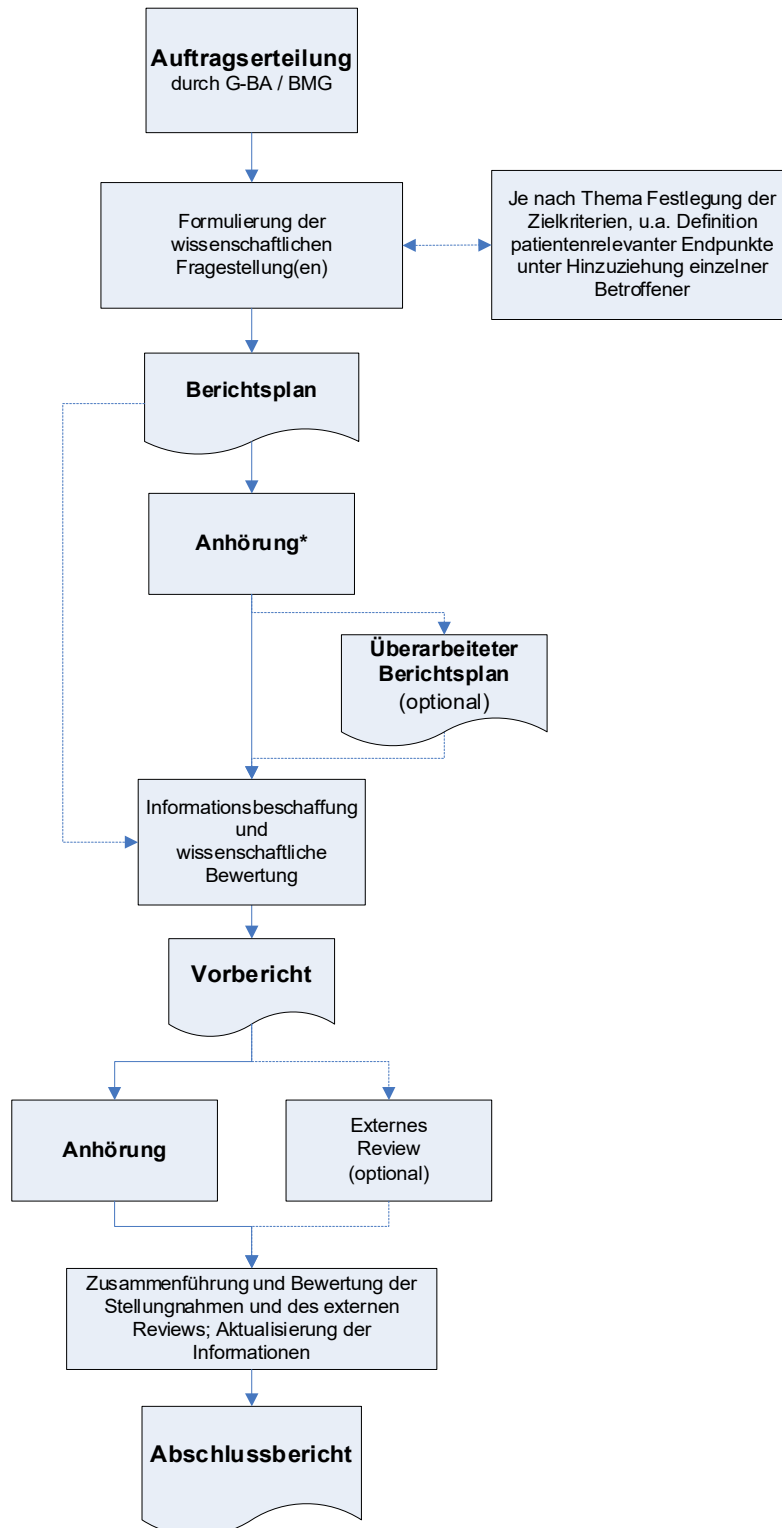 Auftragserteilung
durch G-BA / BMG
Formulierung der
wissenschaftlichen
Fragestellung(en)
Je nach Thema Festlegung der
Zielkriterien, u.a. Definition
patientenrelevanter Endpunkte
unter Hinzuziehung einzelner
Betroffener
Berichtsplan
Anhörung*
Überarbeiteter
Berichtsplan
(optional)
Informationsbeschaffung
und
wissenschaftliche
Bewertung
Vorbericht
Anhörung
Externes
Review
(optional)
Zusammenführung und Bewertung der
Stellungnahmen und des externen
Reviews; Aktualisierung der
Informationen
Abschlussbericht